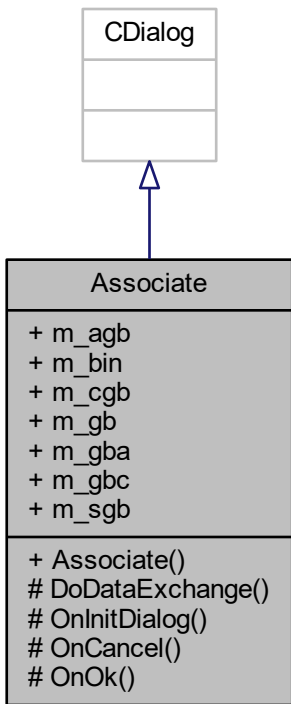 CDialog
Associate
+ m_agb
+ m_bin
+ m_cgb
+ m_gb
+ m_gba
+ m_gbc
+ m_sgb
+ Associate()
# DoDataExchange()
# OnInitDialog()
# OnCancel()
# OnOk()